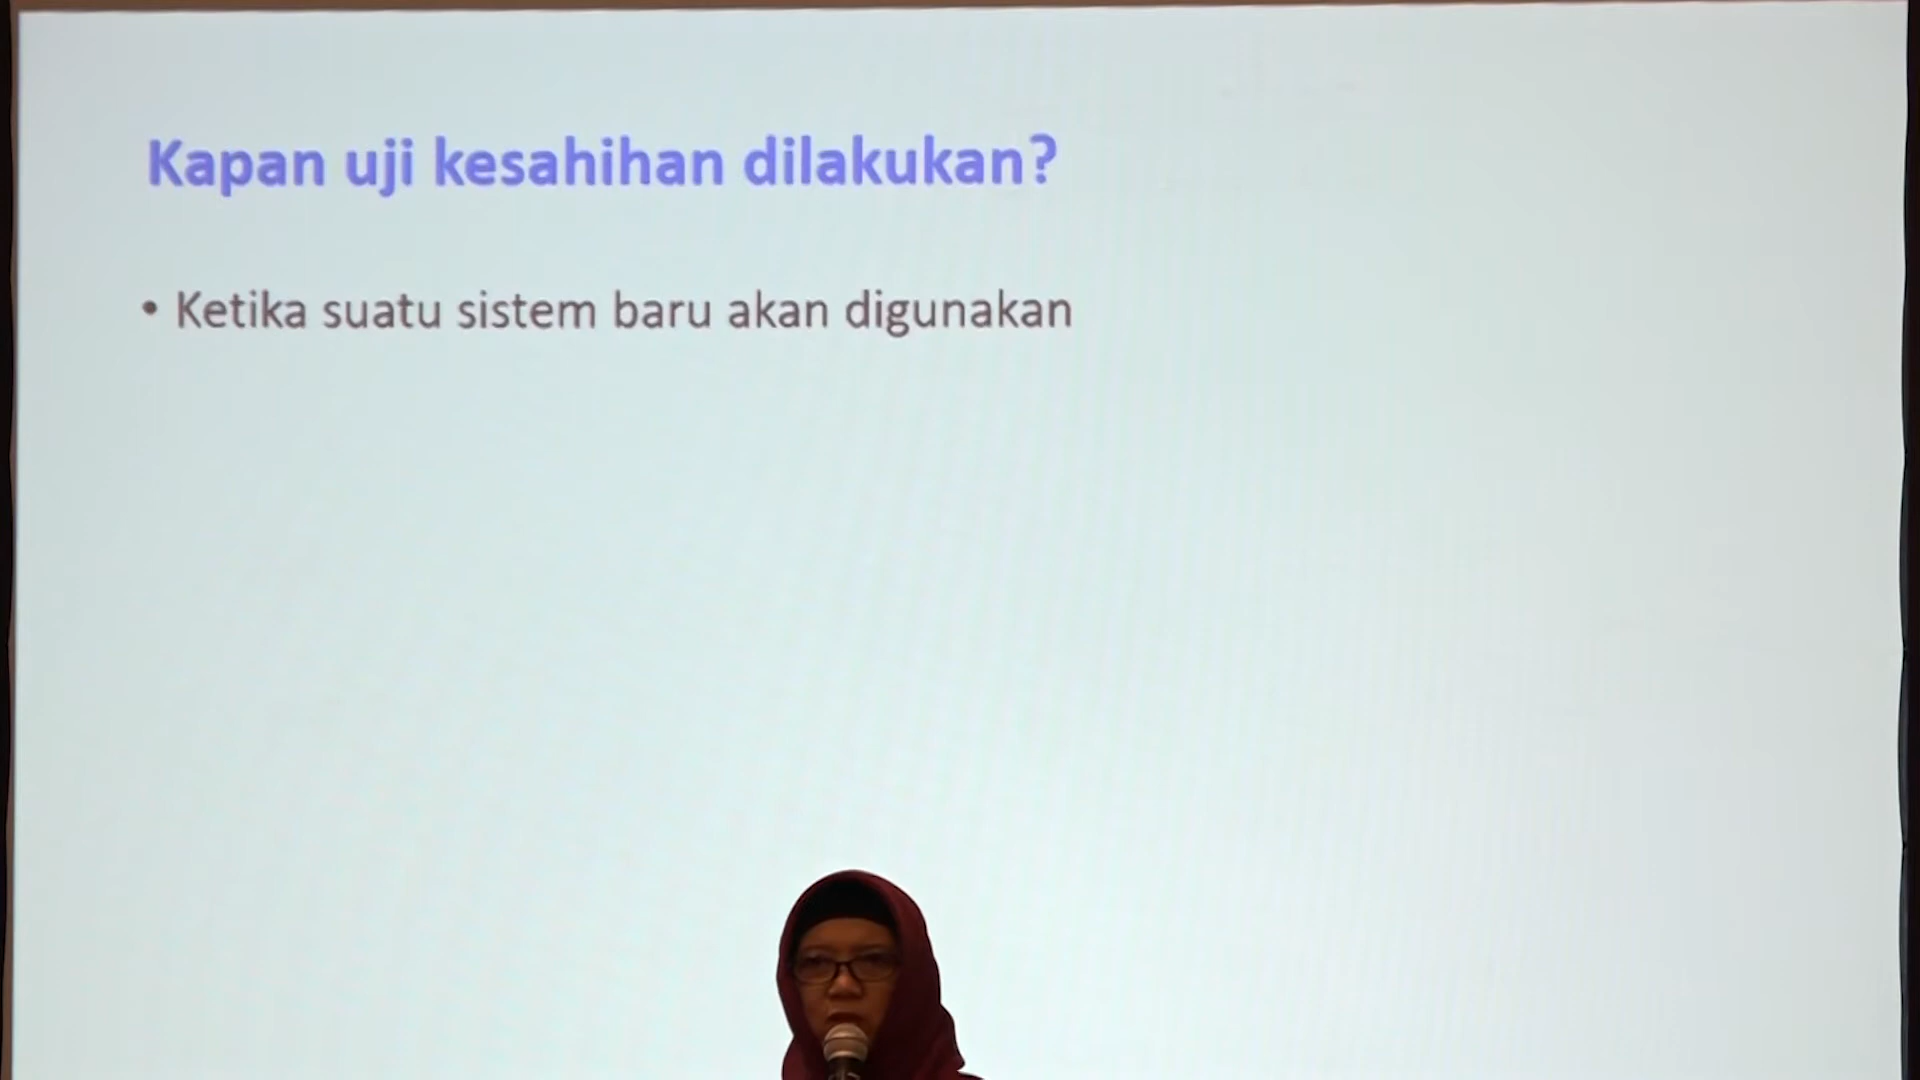 Kapan uji kesahihan dilakukan?
• Ketika suatu sistem baru akan digunakan